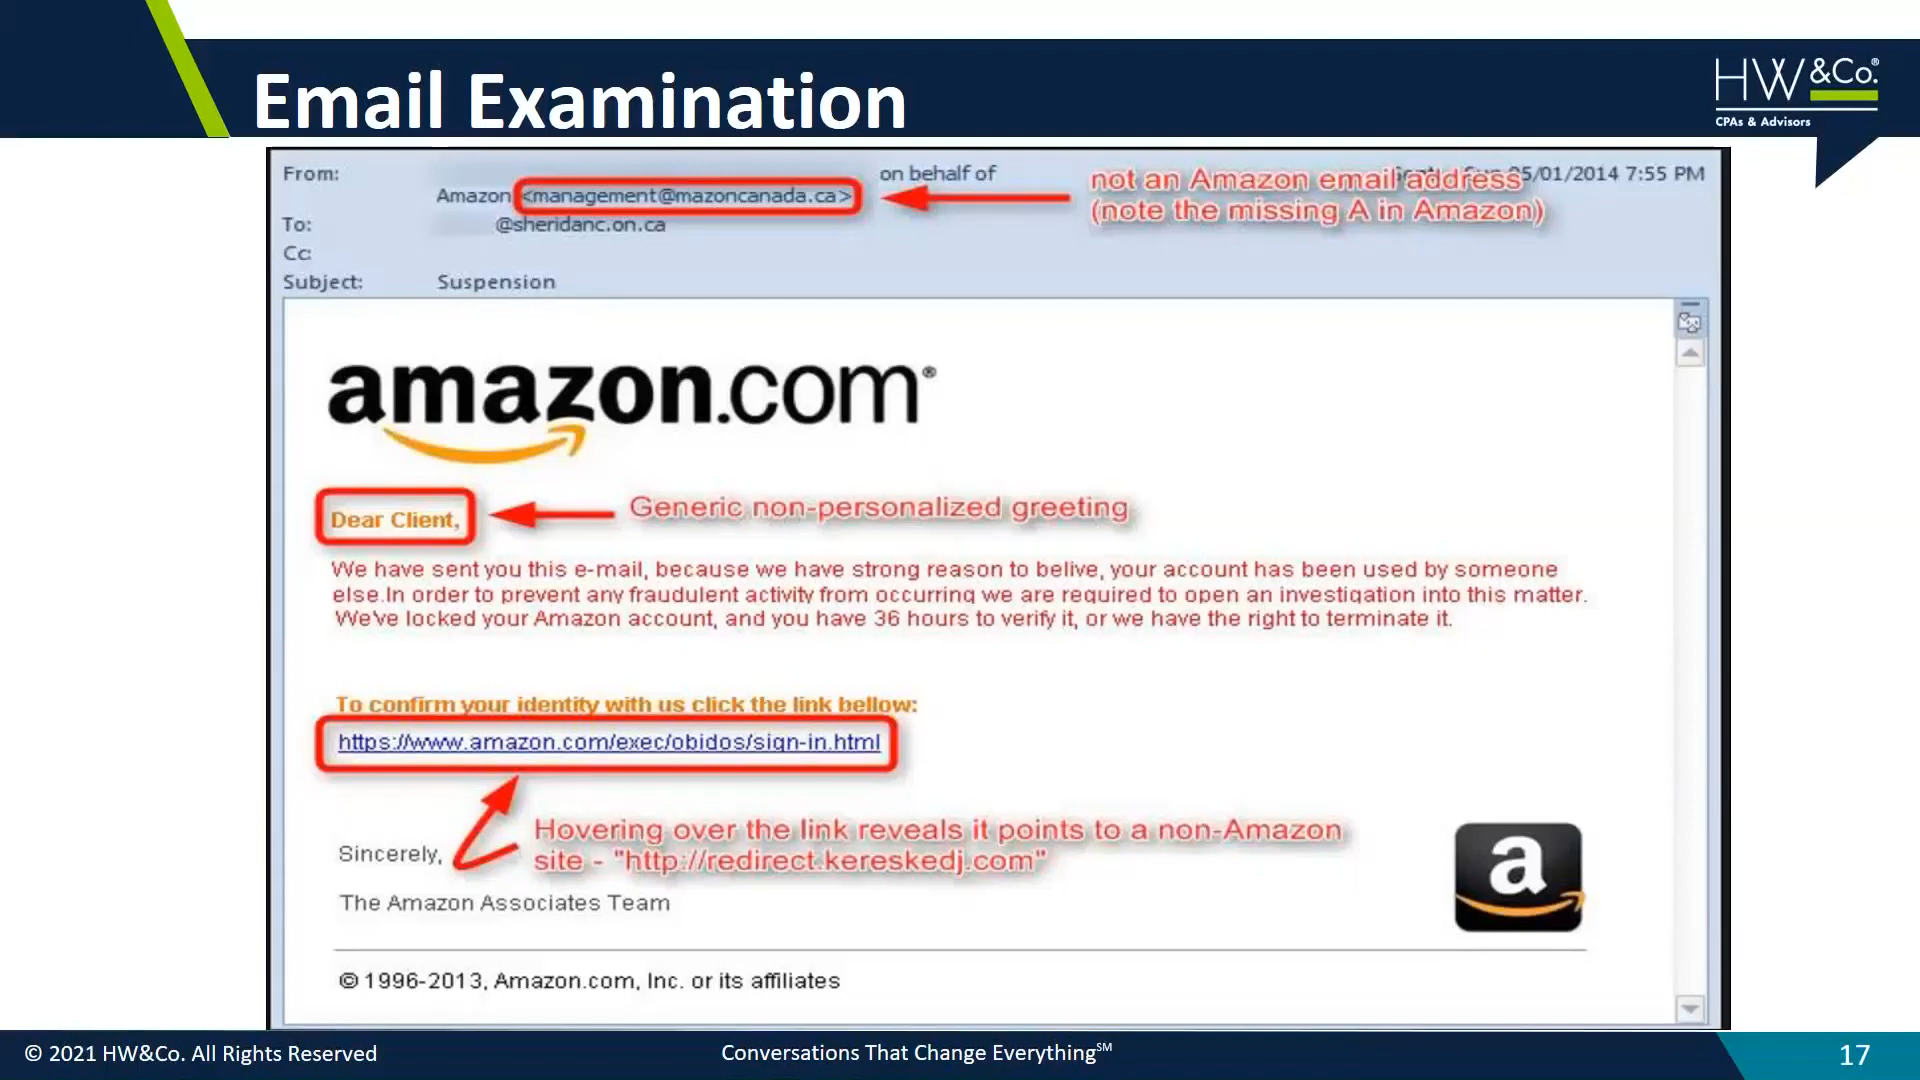 Email Examination
HW&Co.®
CPAs & Advisors
From:
on behalf of
05/01/2014 7:55 PM
not an Amazon email address
Amazon <management@mazoncanada.ca>
(note the missing A in Amazon)
To:
@sheridanc.on.ca
Cc:
Subject: Suspension
amazon.com®
Dear Client,
Generic non-personalized greeting
We have sent you this e-mail, because we have strong reason to belive, your account has been used by someone
else.In order to prevent any fraudulent activity from occurring we are required to open an investigation into this matter.
We've locked your Amazon account, and you have 36 hours to verify it, or we have the right to terminate it.
To confirm your identity with us click the link bellow:
https://www.amazon.com/exec/obidos/sign-in.html
Hovering over the link reveals it points to a non-Amazon
site - "http://redirect.kereskedj.com"
Sincerely,
The Amazon Associates Team
a
© 1996-2013, Amazon.com, Inc. or its affiliates
© 2021 HW&Co. All Rights Reserved
Conversations That Change Everything℠
17